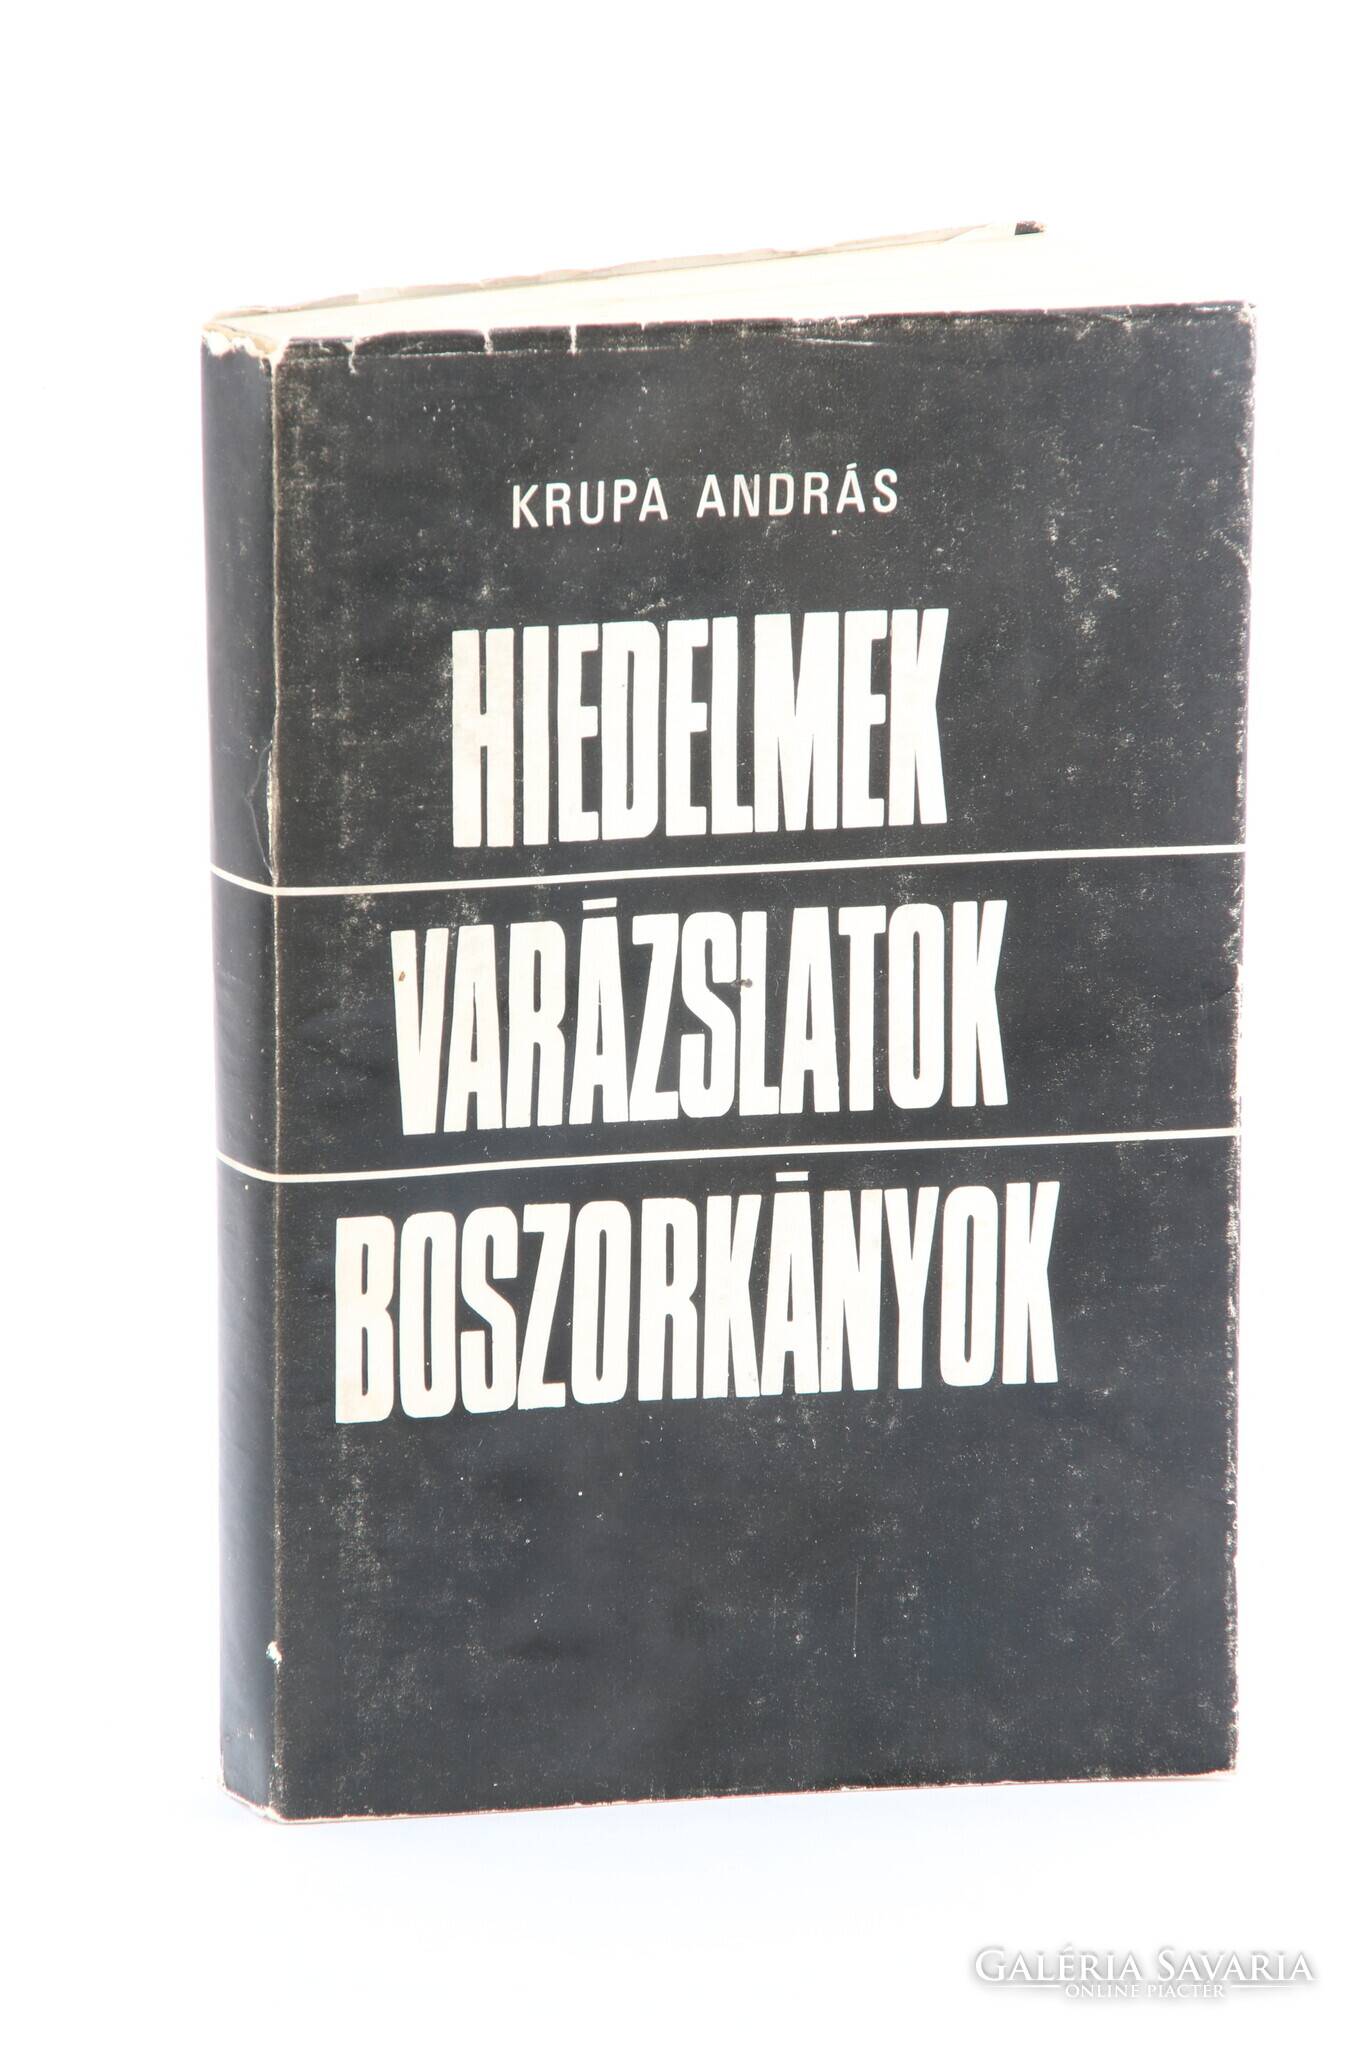 KRUPA ANDRÁS
HIEDELMEK
VARÁZSLATOK
BOSZORKÁNYOK
GALÉRIA SAVARIA
ONLINE PIACTÉR